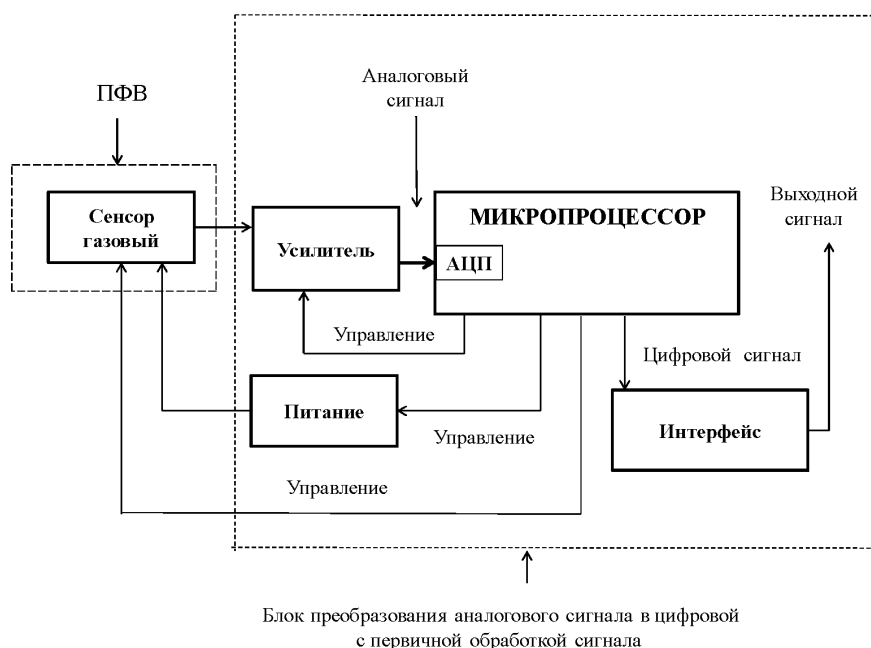 ПФВ
Аналоговый
сигнал
Сенсор
газовый
Усилитель
МИКРОПРОЦЕССОР
АЦП
Выходной
сигнал
Управление
Цифровой сигнал
Питание
Управление
Интерфейс
Управление
Блок преобразования аналогового сигнала в цифровой
с первичной обработкой сигнала